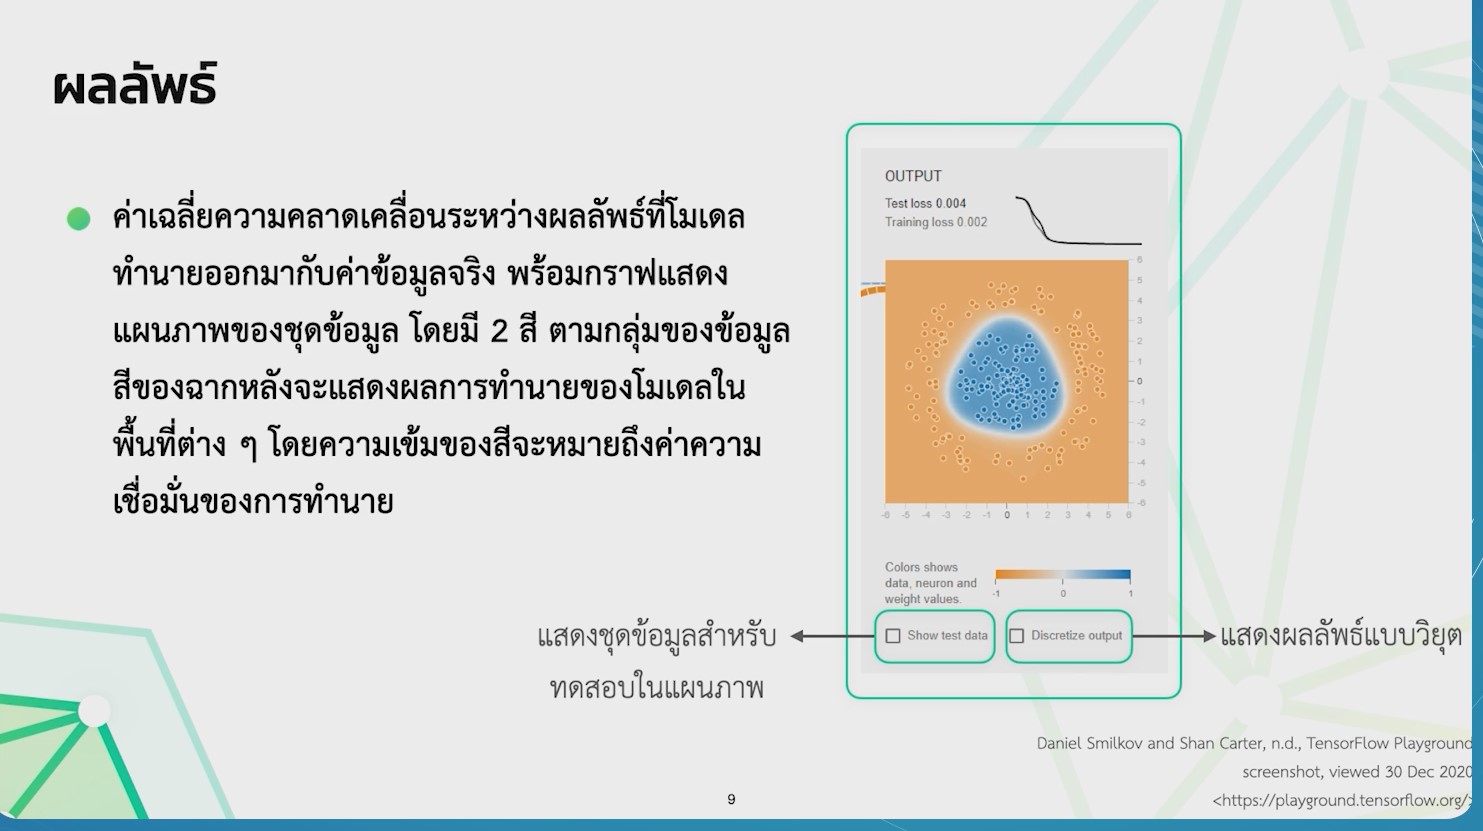 ผลลัพธ์
ค่าเฉลี่ยความคลาดเคลื่อนระหว่างผลลัพธ์ที่โมเดล
ทำนายออกมากับค่าข้อมูลจริง พร้อมกราฟแสดง
แผนภาพของชุดข้อมูล โดยมี 2 สี ตามกลุ่มของข้อมูล
สีของฉากหลังจะแสดงผลการทำนายของโมเดลใน
พื้นที่ต่าง ๆ โดยความเข้มของสีจะหมายถึงค่าความ
เชื่อมั่นของการทำนาย
OUTPUT
Test loss 0.004
Training loss 0.002
6
5
4
3
2
1
0
-1
-2
-3
-4
-5
-6
-6 -5 -4 -3 -2 -1 0 1 2 3 4 5 6
Colors shows
data, neuron and
weight values.
-1 0 1
Show test data
Discretize output
แสดงชุดข้อมูลสำหรับ
ทดสอบในแผนภาพ
แสดงผลลัพธ์แบบวิยุต
Daniel Smilkov and Shan Carter, n.d., TensorFlow Playground
screenshot, viewed 30 Dec 2020
<https://playground.tensorflow.org/>
9